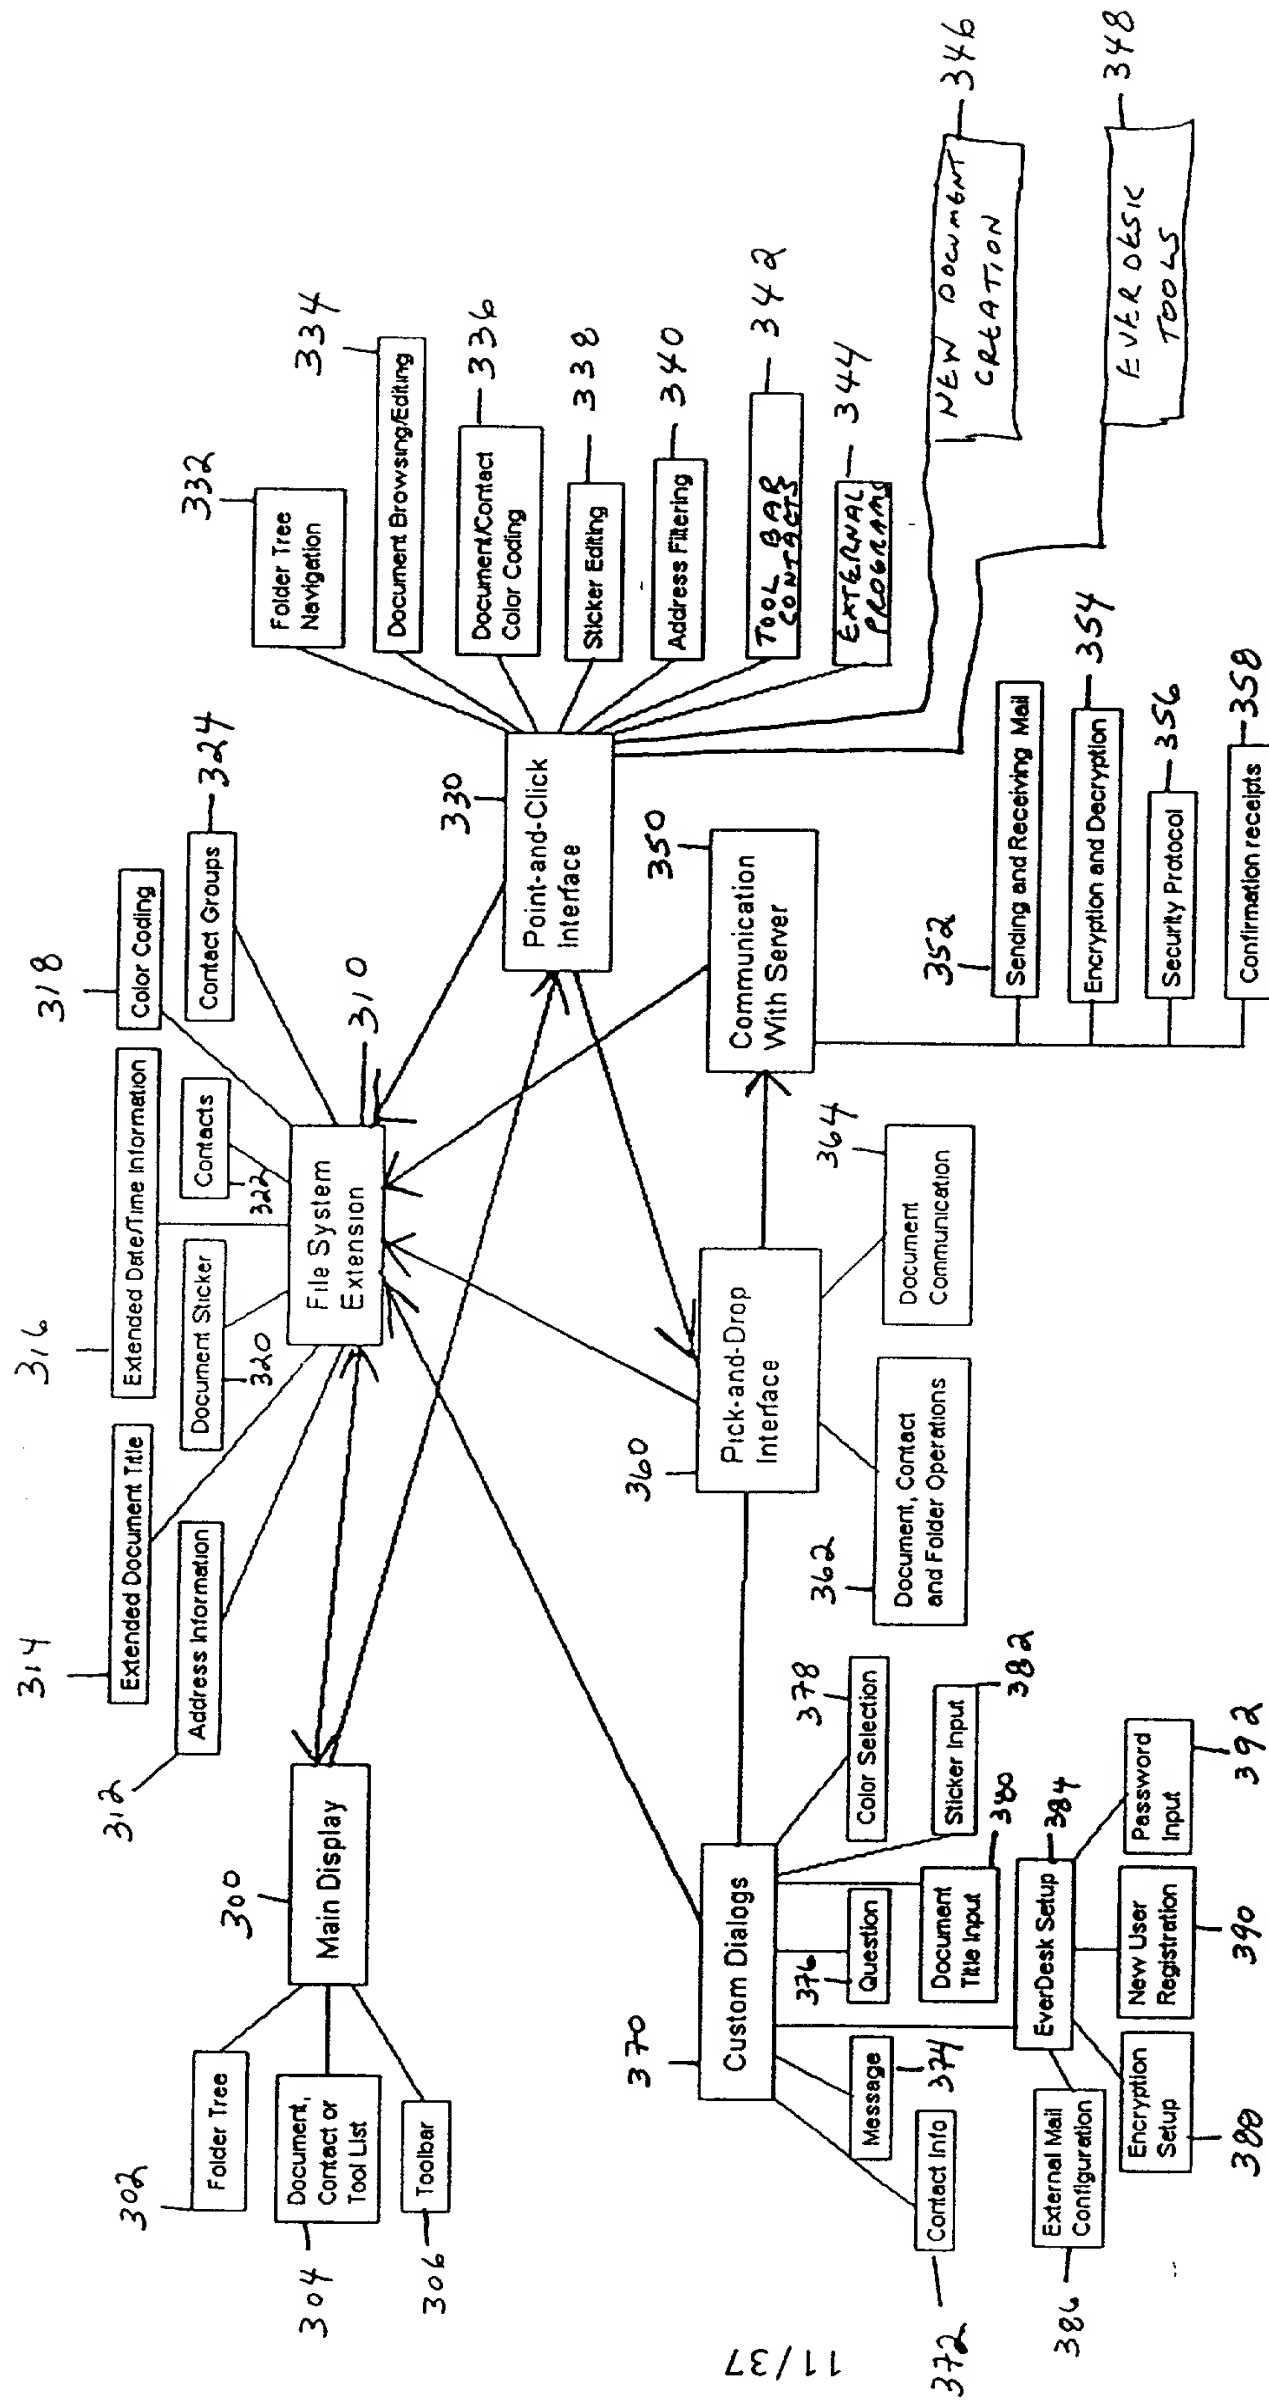 302
Folder Tree
304
Document,
Contact or
Tool List
306
Toolbar
300
Main Display
312
Address Information
314
Extended Document Title
316
Extended Date/Time Information
318
Color Coding
320
Document Sticker
322
Contacts
324
Contact Groups
310
File System
Extension
330
Point-and-Click
Interface
332
Folder Tree
Navigation
334
Document Browsing/Editing
336
Document/Contact
Color Coding
338
Sticker Editing
340
Address Filtering
342
TOOL BAR
CONTACTS
344
EXTERNAL
PROGRAMS
346
NEW DOCUMENT
CREATION
348
EVERDESK
TOOLS
350
Communication
With Server
352
Sending and Receiving Mail
354
Encryption and Decryption
356
Security Protocol
358
Confirmation receipts
360
Pick-and-Drop
Interface
362
Document, Contact
and Folder Operations
364
Document
Communication
370
Custom Dialogs
372
Contact Info
374
Message
376
Question
378
Color Selection
380
Document
Title Input
382
Sticker Input
384
EverDesk Setup
386
External Mail
Configuration
388
Encryption
Setup
390
New User
Registration
392
Password
Input
11/37